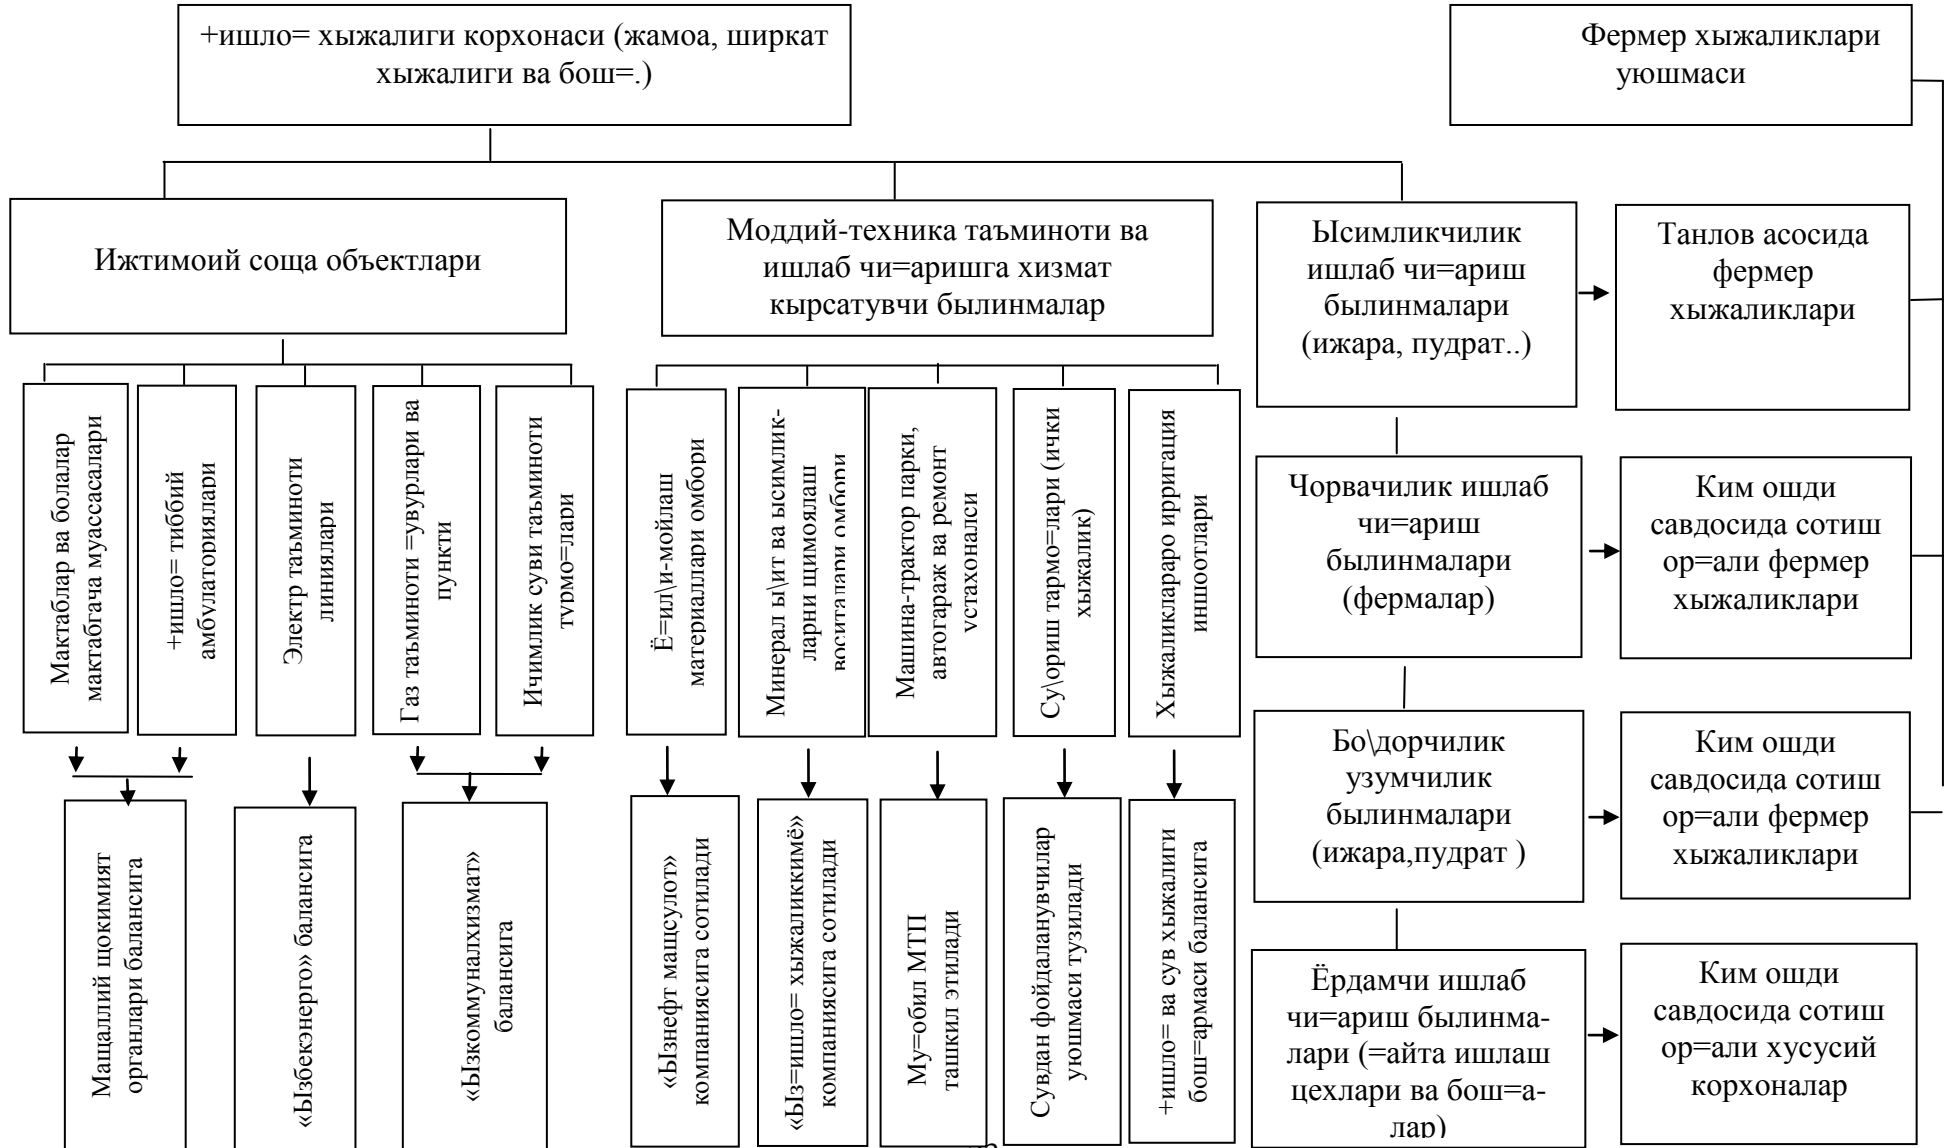 +ишло= хыжалиги корхонаси (жамоа, ширкат
хыжалиги ва бош=.)
Фермер хыжаликлари
уюшмаси
Ижтимоий соща объектлари
Моддий-техника таъминоти ва
ишлаб чи=аришга хизмат
кырсатувчи былинмалар
Ысимликчилик
ишлаб чи=ариш
былинмалари
(ижара, пудрат..)
Танлов асосида
фермер
хыжаликлари
Мактаблар ва болалар
мактабгача муассасалари
+ишло= тиббий
амбулаториялари
Электр таъминоти
линиялари
Газ таъминоти =увурлари ва
пункти
Ичимлик суви таъминоти
турмо=лари
Ё=ил\и-мойлаш
материаллари омбори
Минерал ы\ит ва ысимлик-
ларни щимоялаш
воситалари омбори
Машина-трактор парки,
автогараж ва ремонт
устахоналси
Су\ориш тармо=лари (ички
хыжалик)
Хыжаликлараро ирригация
иншоотлари
Чорвачилик ишлаб
чи=ариш
былинмалари
(фермалар)
Ким ошди
савдосида сотиш
ор=али фермер
хыжаликлари
Бо\дорчилик
узумчилик
былинмалари
(ижара,пудрат )
Ким ошди
савдосида сотиш
ор=али фермер
хыжаликлари
Мащаллий щокимият
органлари балансига
«Ызбекэнерго» балансига
«Ызкоммуналхизмат»
балансига
«Ызнефт мащсулот»
компаниясига сотилади
«Ыз=ишло= хыжаликкимё»
компаниясига сотилади
Му=обил МТП
ташкил этилади
Сувдан фойдаланувчилар
уюшмаси тузилади
+ишло= ва сув хыжалиги
бош=армаси балансига
Ёрдамчи ишлаб
чи=ариш былинма-
лари (=айта ишлаш
цехлари ва бош=а-
лар)
Ким ошди
савдосида сотиш
ор=али хусусий
корхоналар